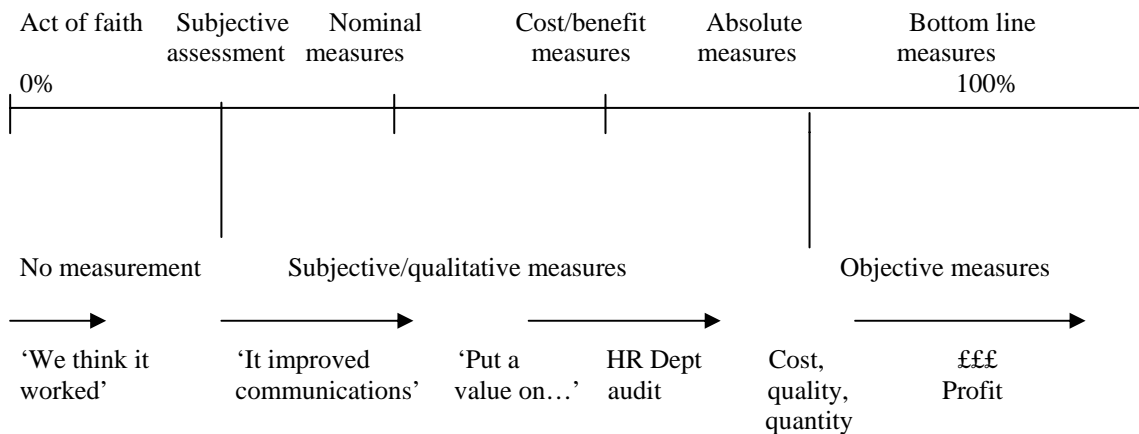 Act of faith Subjective Nominal Cost/benefit Absolute Bottom line
assessment measures measures measures measures
0% 100%
No measurement Subjective/qualitative measures Objective measures
‘We think it ‘It improved ‘Put a HR Dept Cost, £££
worked’ communications’ value on…’ audit quality, Profit
quantity